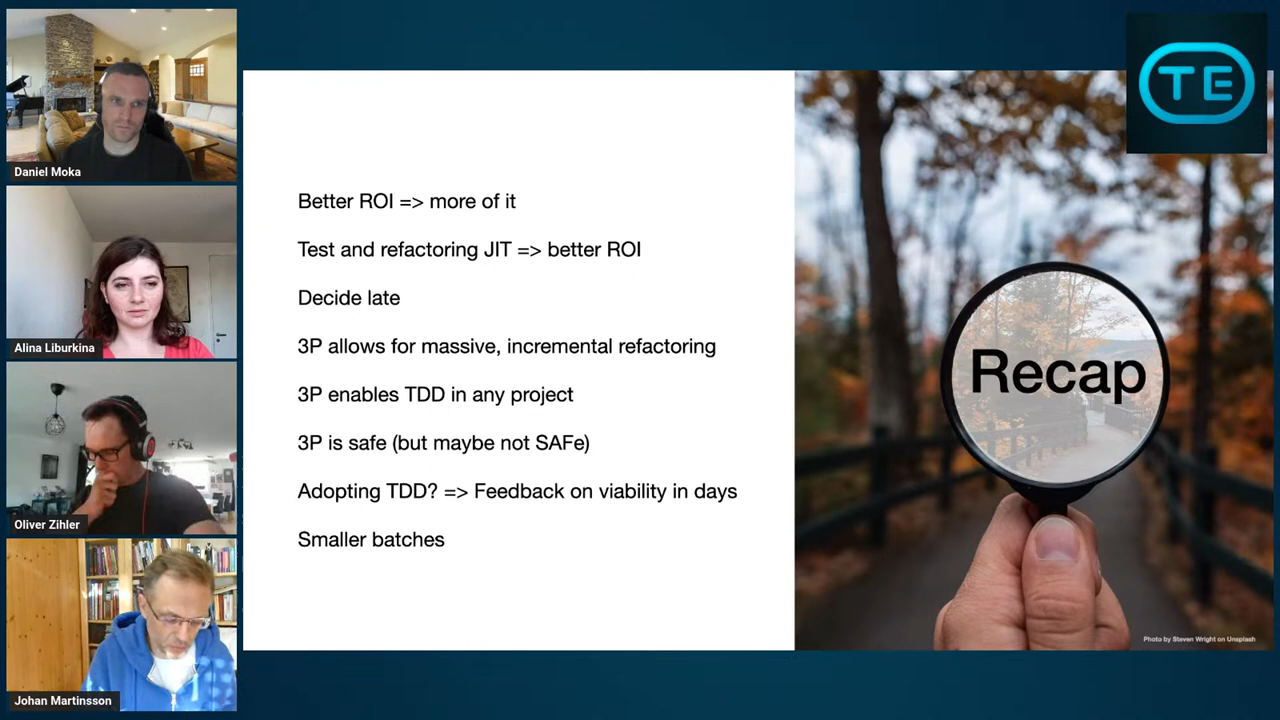 Daniel Moka
Alina Liburkina
Oliver Zihler
Johan Martinsson
Better ROI => more of it
Test and refactoring JIT => better ROI
Decide late
3P allows for massive, incremental refactoring
3P enables TDD in any project
3P is safe (but maybe not SAFe)
Adopting TDD? => Feedback on viability in days
Smaller batches
TE
Recap
Photo by Steven Wright on Unsplash